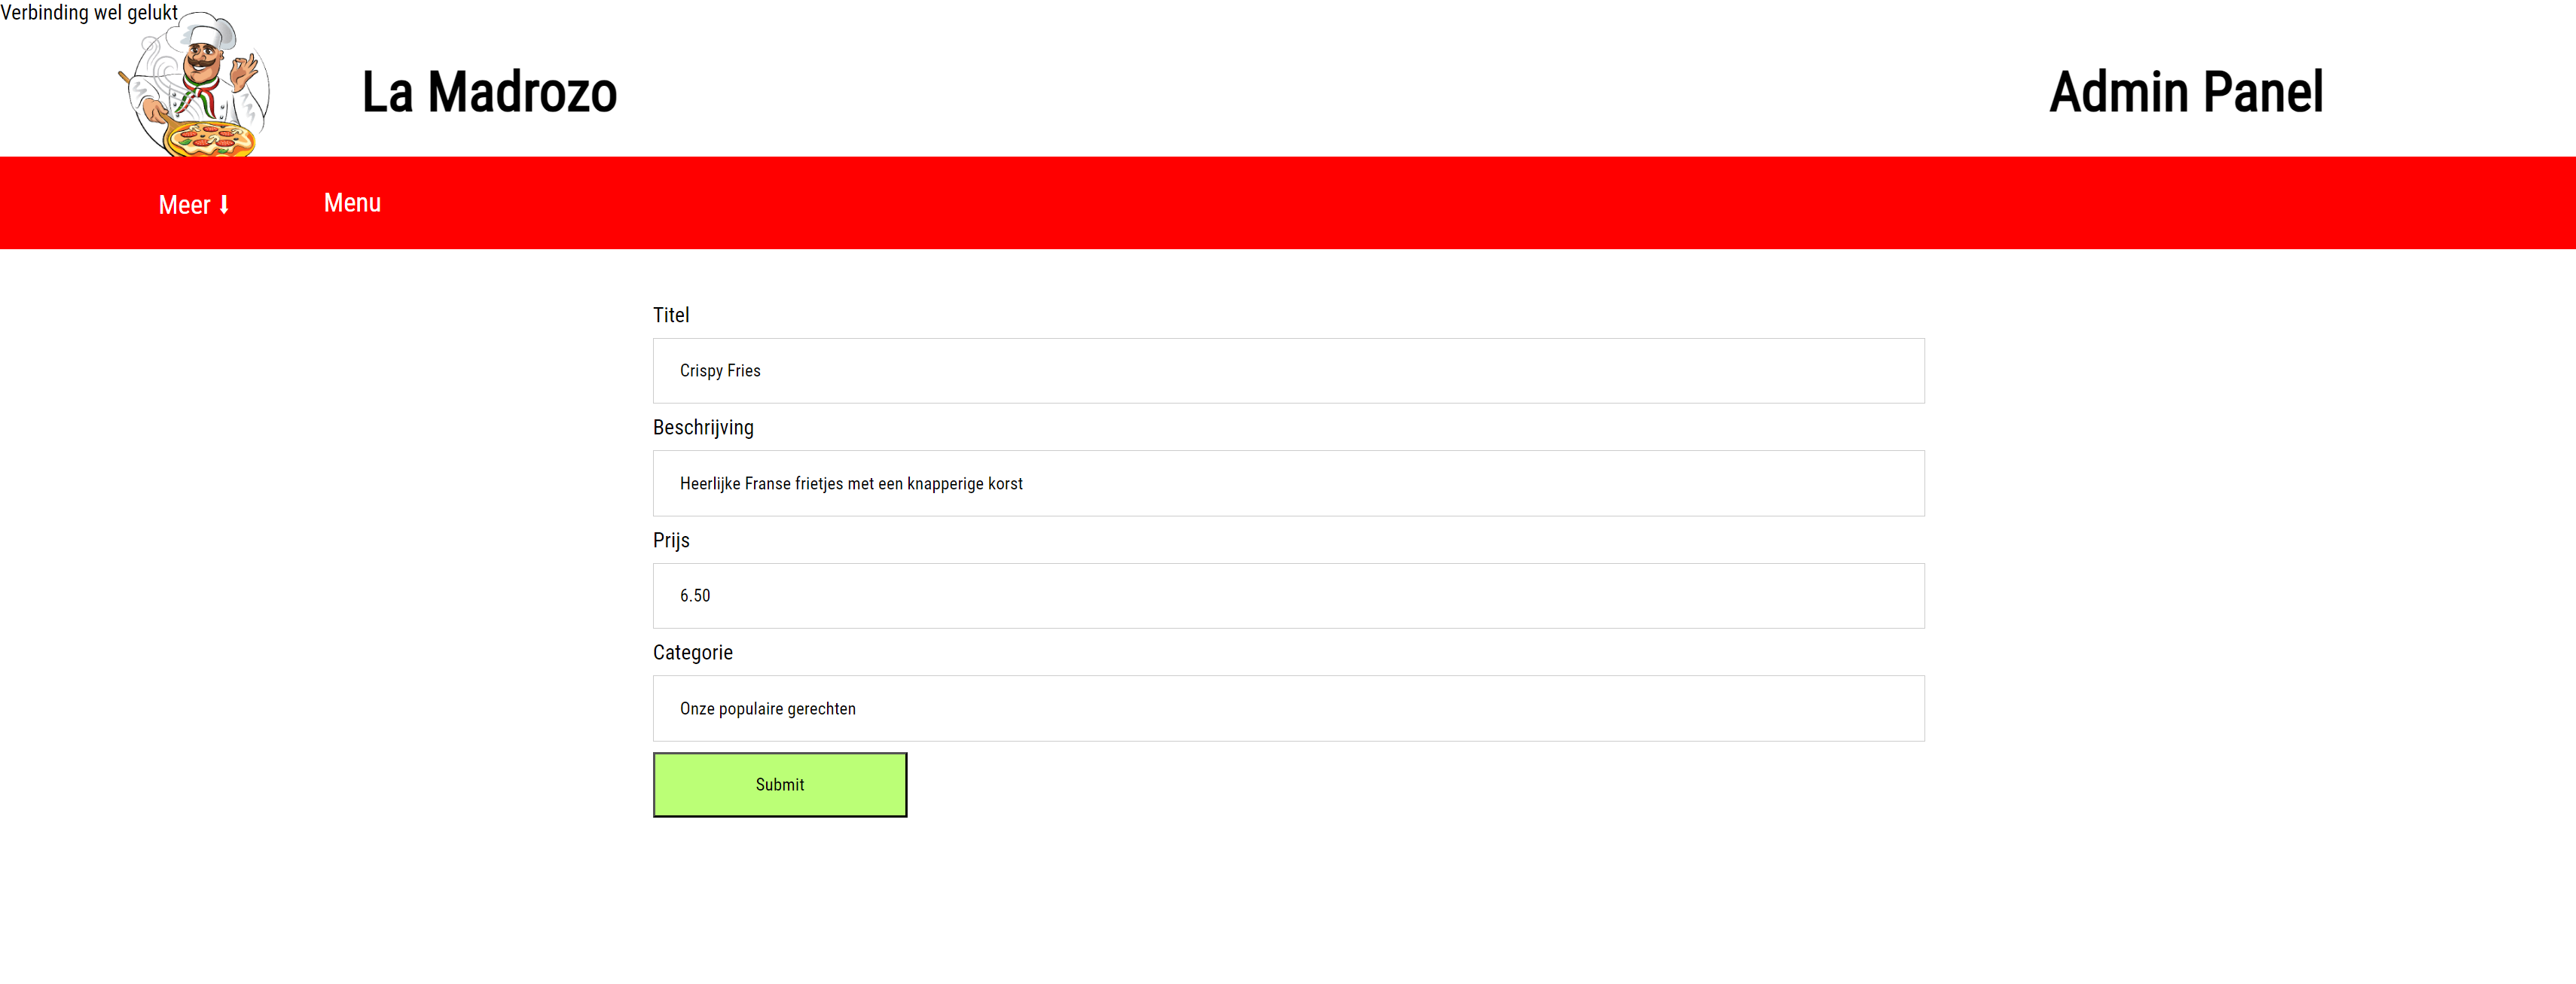 Verbinding wel gelukt
La Madrozo
Admin Panel
Meer ⬇
Menu
Titel
Crispy Fries
Beschrijving
Heerlijke Franse frietjes met een knapperige korst
Prijs
6.50
Categorie
Onze populaire gerechten
Submit